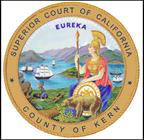 SUPERIOR COURT OF CALIFORNIA
EUREKA
COUNTY OF KERN